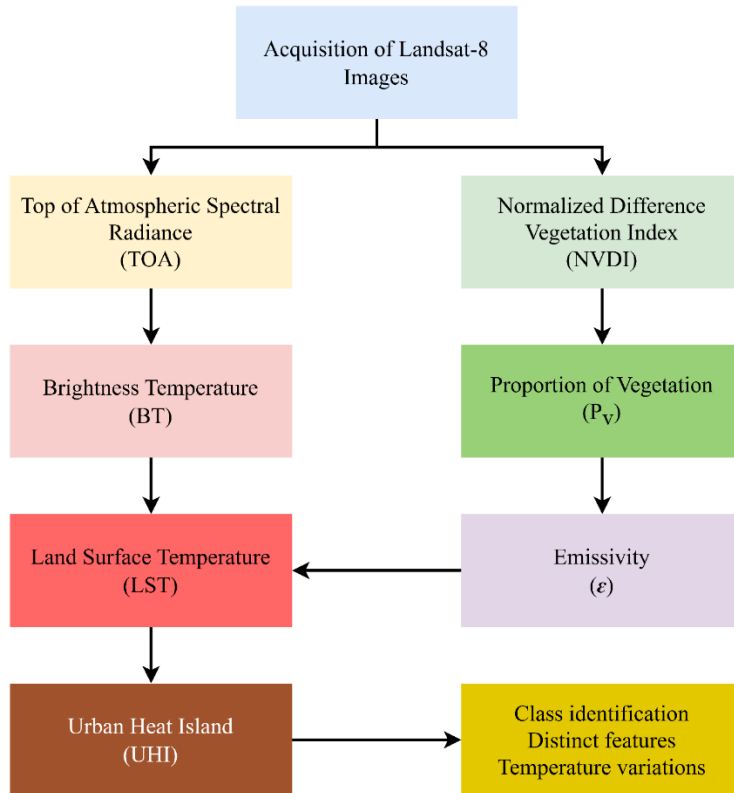 Acquisition of Landsat-8
Images
Top of Atmospheric Spectral
Radiance
(TOA)
Normalized Difference
Vegetation Index
(NVDI)
Brightness Temperature
(BT)
Proportion of Vegetation
(Pv)
Land Surface Temperature
(LST)
Emissivity
(ε)
Urban Heat Island
(UHI)
Class identification
Distinct features
Temperature variations